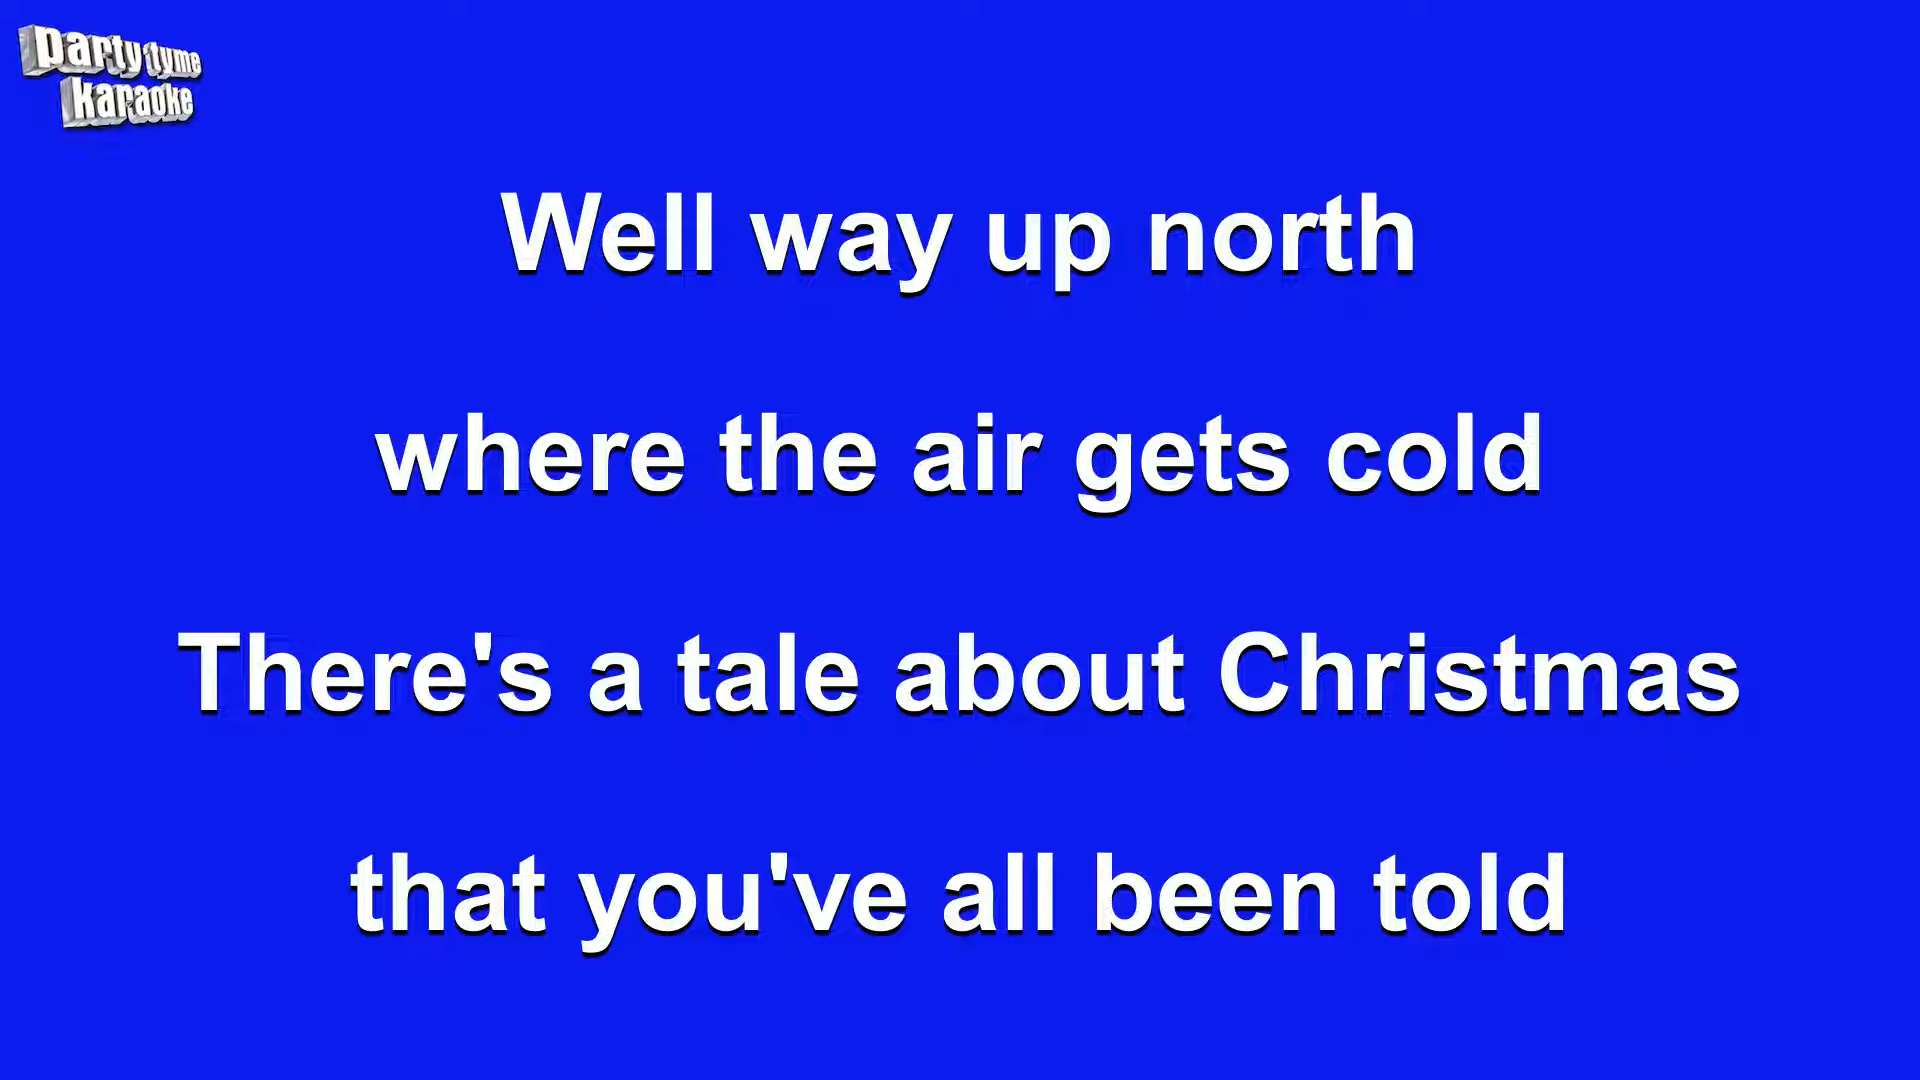 party tyme
karaoke
Well way up north
where the air gets cold
There's a tale about Christmas
that you've all been told